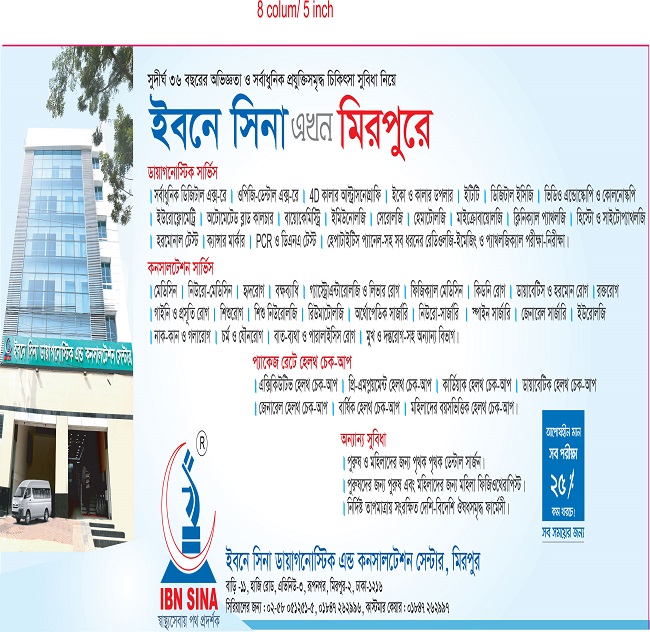 8 colum/ 5 inch
সুদীর্ঘ ৩৬ বছরের অভিজ্ঞতা ও সর্বাধুনিক প্রযুক্তিসমৃদ্ধ চিকিৎসা সুবিধা নিয়ে
ইবনে সিনা এখন মিরপুরে
ডায়াগনোস্টিক সার্ভিস
| সর্বাধুনিক ডিজিটাল এক্স-রে | ওপিজি-ডেন্টাল এক্স-রে | 4D কালার আল্ট্রাসনোগ্রাফি | ইকো ও কালার ডপলার | ইটিটি | ডিজিটাল ইসিজি | ভিডিও এন্ডোস্কোপি ও কোলনোস্কপি
| ইউরোফ্লোমেট্রি | অটোমেটেড ব্লাড কালচার | বায়োকেমিস্ট্রি | ইমিউনোলজি | সেরোলজি | হেমাটোলজি | মাইক্রোবায়োলজি | ক্লিনিক্যাল প্যাথলজি | হিস্টো ও সাইটোপ্যাথলজি
| হরমোনাল টেস্ট | ক্যান্সার মার্কার | PCR ও ডিএনএ টেস্ট | হেপাটাইটিস প্যানেল-সহ সব ধরনের রেডিওলজি-ইমেজিং ও প্যাথলজিক্যাল পরীক্ষা-নিরীক্ষা।
কনসালটেশন সার্ভিস
| মেডিসিন | নিউরো-মেডিসিন | হৃদরোগ | বক্ষব্যাধি | গ্যাস্ট্রোএন্টারোলজি ও লিভার রোগ | ফিজিক্যাল মেডিসিন | কিডনি রোগ | ডায়াবেটিস ও হরমোন রোগ | রক্তরোগ
| গাইনি ও প্রসূতি রোগ | শিশুরোগ | শিশু নিউরোলজি | রিউমাটোলজি | অর্থোপেডিক সার্জারি | নিউরো-সার্জারি | স্পাইন সার্জারি | জেনারেল সার্জারি | ইউরোলজি
| নাক-কান ও গলারোগ | চর্ম ও যৌনরোগ | বাত-ব্যথা ও প্যারালাইসিস রোগ | মুখ ও দন্তরোগ-সহ অন্যান্য বিভাগ।
প্যাকেজ রেটে হেলথ চেক-আপ
| এক্সিকিউটিভ হেলথ চেক-আপ | প্রি-এমপ্লয়মেন্ট হেলথ চেক-আপ | কার্ডিয়াক হেলথ চেক-আপ | ডায়াবেটিক হেলথ চেক-আপ
| জেনারেল হেলথ চেক-আপ | বার্ষিক হেলথ চেক-আপ | মহিলাদের বয়সভিত্তিক হেলথ চেক-আপ।
অন্যান্য সুবিধা
| পুরুষ ও মহিলাদের জন্য পৃথক পৃথক ডেন্টাল সার্জন।
| পুরুষদের জন্য পুরুষ এবং মহিলাদের জন্য মহিলা ফিজিওথেরাপিস্ট।
| নির্দিষ্ট তাপমাত্রায় সংরক্ষিত দেশি-বিদেশি ঔষধসমৃদ্ধ ফার্মেসী।
আপোষহীন মান
সব পরীক্ষা
২৫%
কম খরচে!
সব সময়ের জন্য
ইবনে সিনা ডায়াগনোস্টিক এন্ড কনসালটেশন সেন্টার
®
IBN SINA
স্বাস্থ্যসেবায় পথ প্রদর্শক
ইবনে সিনা ডায়াগনোস্টিক এন্ড কনসালটেশন সেন্টার, মিরপুর
বাড়ি -১১, হাজি রোড, এভিনিউ-৩, রূপনগর, মিরপুর-২, ঢাকা-১২১৬
সিরিয়ালের জন্য : ০২-৫৮ ০৫১২৫১-৫, ০১৮৪৭ ২৬২৯৯৬, কাস্টমার কেয়ার : ০১৮৪৭ ২৬২৯৯৭